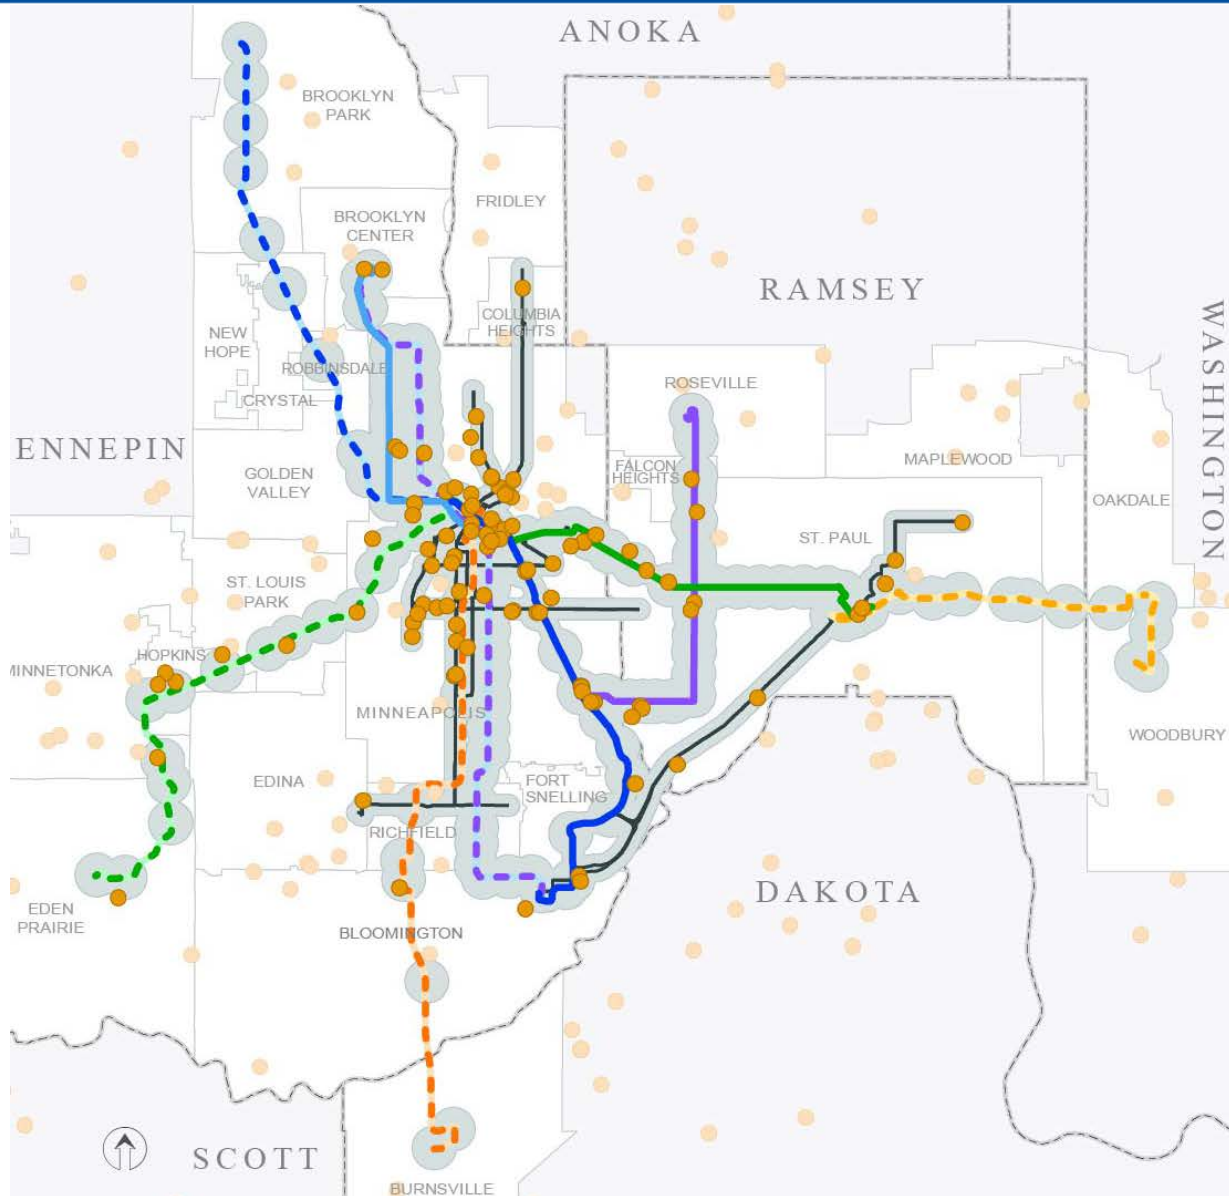 ANOKA
BROOKLYN
PARK
FRIDLEY
BROOKLYN
CENTER
RAMSEY
COLUMBIA
HEIGHTS
WASHINGTON
NEW
HOPE
ROBBINSDALE
CRYSTAL
ROSEVILLE
ENNEPIN
GOLDEN
VALLEY
FALCON
HEIGHTS
MAPLEWOOD
OAKDALE
ST. PAUL
ST. LOUIS
PARK
HOPKINS
MINNETONKA
MINNEAPOLIS
WOODBURY
EDINA
FORT
SNELLING
RICHFIELD
DAKOTA
EDEN
PRAIRIE
BLOOMINGTON
SCOTT
BURNSVILLE